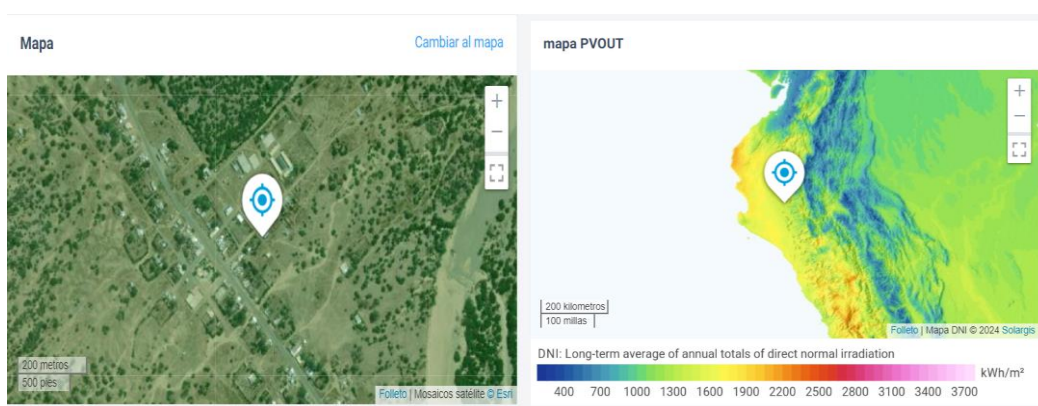 Mapa
Cambiar al mapa
+
−
200 metros
500 pies
Folleto | Mosaicos satélite © Esri
mapa PVOUT
+
−
200 kilometros
100 millas
Folleto | Mapa DNI © 2024 Solargis
DNI: Long-term average of annual totals of direct normal irradiation
kWh/m²
400 700 1000 1300 1600 1900 2200 2500 2800 3100 3400 3700